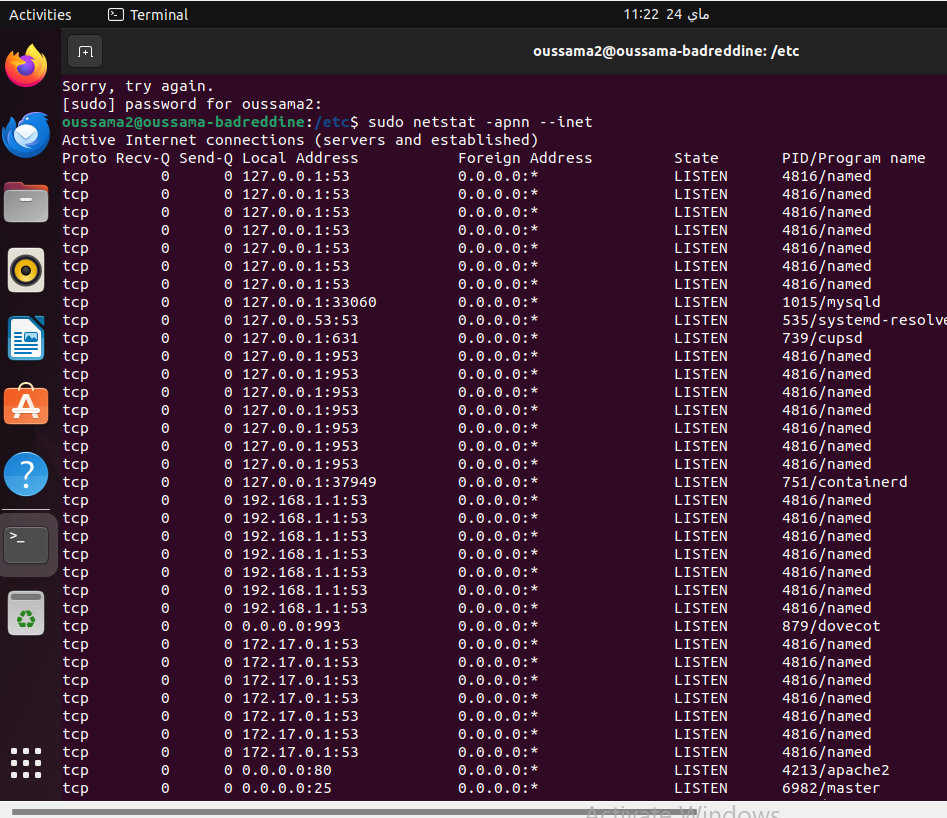 Activities Terminal 11:22 24 ماي
oussama2@oussama-badreddine: /etc
Sorry, try again.
[sudo] password for oussama2:
oussama2@oussama-badreddine:/etc$ sudo netstat -apnn --inet
Active Internet connections (servers and established)
Proto Recv-Q Send-Q Local Address Foreign Address State PID/Program name
tcp 0 0 127.0.0.1:53 0.0.0.0:* LISTEN 4816/named
tcp 0 0 127.0.0.1:53 0.0.0.0:* LISTEN 4816/named
tcp 0 0 127.0.0.1:53 0.0.0.0:* LISTEN 4816/named
tcp 0 0 127.0.0.1:53 0.0.0.0:* LISTEN 4816/named
tcp 0 0 127.0.0.1:53 0.0.0.0:* LISTEN 4816/named
tcp 0 0 127.0.0.1:53 0.0.0.0:* LISTEN 4816/named
tcp 0 0 127.0.0.1:53 0.0.0.0:* LISTEN 4816/named
tcp 0 0 127.0.0.1:33060 0.0.0.0:* LISTEN 1015/mysqld
tcp 0 0 127.0.0.53:53 0.0.0.0:* LISTEN 535/systemd-resolve
tcp 0 0 127.0.0.1:631 0.0.0.0:* LISTEN 739/cupsd
tcp 0 0 127.0.0.1:953 0.0.0.0:* LISTEN 4816/named
tcp 0 0 127.0.0.1:953 0.0.0.0:* LISTEN 4816/named
tcp 0 0 127.0.0.1:953 0.0.0.0:* LISTEN 4816/named
tcp 0 0 127.0.0.1:953 0.0.0.0:* LISTEN 4816/named
tcp 0 0 127.0.0.1:953 0.0.0.0:* LISTEN 4816/named
tcp 0 0 127.0.0.1:953 0.0.0.0:* LISTEN 4816/named
tcp 0 0 127.0.0.1:953 0.0.0.0:* LISTEN 4816/named
tcp 0 0 127.0.0.1:37949 0.0.0.0:* LISTEN 751/containerd
tcp 0 0 192.168.1.1:53 0.0.0.0:* LISTEN 4816/named
tcp 0 0 192.168.1.1:53 0.0.0.0:* LISTEN 4816/named
tcp 0 0 192.168.1.1:53 0.0.0.0:* LISTEN 4816/named
tcp 0 0 192.168.1.1:53 0.0.0.0:* LISTEN 4816/named
tcp 0 0 192.168.1.1:53 0.0.0.0:* LISTEN 4816/named
tcp 0 0 192.168.1.1:53 0.0.0.0:* LISTEN 4816/named
tcp 0 0 192.168.1.1:53 0.0.0.0:* LISTEN 4816/named
tcp 0 0 0.0.0.0:993 0.0.0.0:* LISTEN 879/dovecot
tcp 0 0 172.17.0.1:53 0.0.0.0:* LISTEN 4816/named
tcp 0 0 172.17.0.1:53 0.0.0.0:* LISTEN 4816/named
tcp 0 0 172.17.0.1:53 0.0.0.0:* LISTEN 4816/named
tcp 0 0 172.17.0.1:53 0.0.0.0:* LISTEN 4816/named
tcp 0 0 172.17.0.1:53 0.0.0.0:* LISTEN 4816/named
tcp 0 0 172.17.0.1:53 0.0.0.0:* LISTEN 4816/named
tcp 0 0 172.17.0.1:53 0.0.0.0:* LISTEN 4816/named
tcp 0 0 0.0.0.0:80 0.0.0.0:* LISTEN 4213/apache2
tcp 0 0 0.0.0.0:25 0.0.0.0:* LISTEN 6982/master
Activate Windows